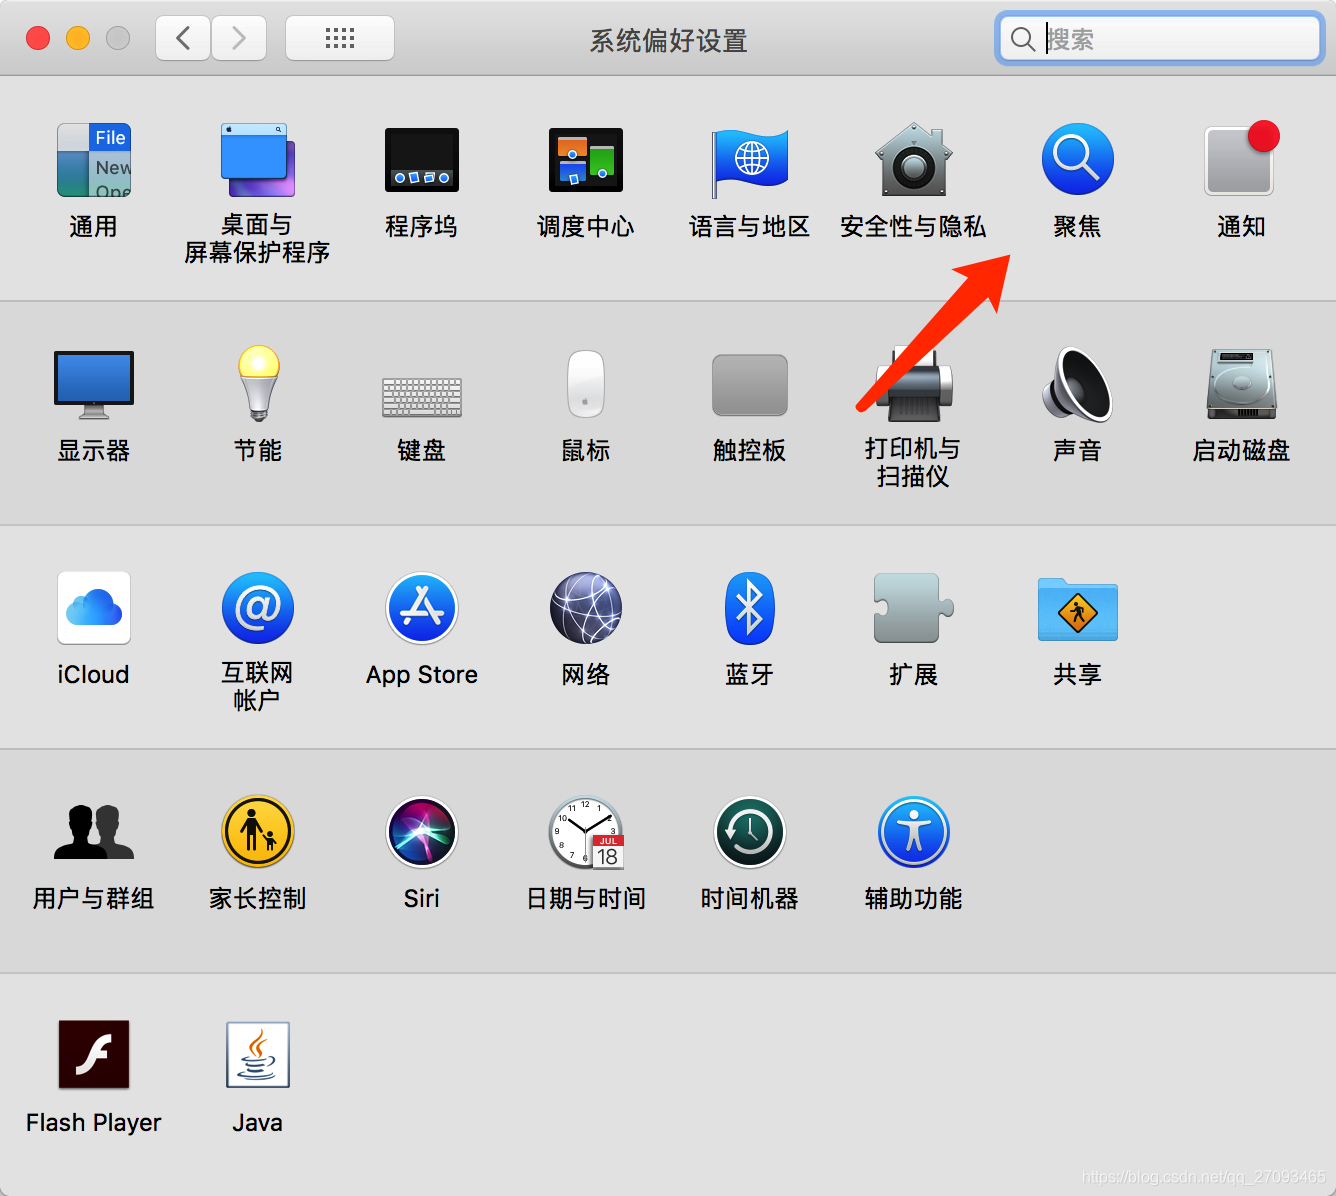 系统偏好设置
搜索
File
New
Ope
通用
桌面与
屏幕保护程序
程序坞
调度中心
语言与地区
安全性与隐私
聚焦
通知
显示器
节能
键盘
鼠标
触控板
打印机与
扫描仪
声音
启动磁盘
iCloud
互联网
帐户
App Store
网络
蓝牙
扩展
共享
用户与群组
家长控制
Siri
JUL
18
日期与时间
时间机器
辅助功能
Flash Player
Java
https://blog.csdn.net/qq_27093465